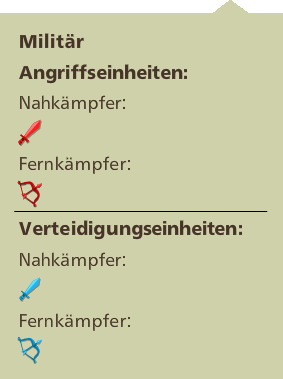 Militär
Angriffseinheiten:
Nahkämpfer:
Fernkämpfer:
Verteidigungseinheiten:
Nahkämpfer:
Fernkämpfer: